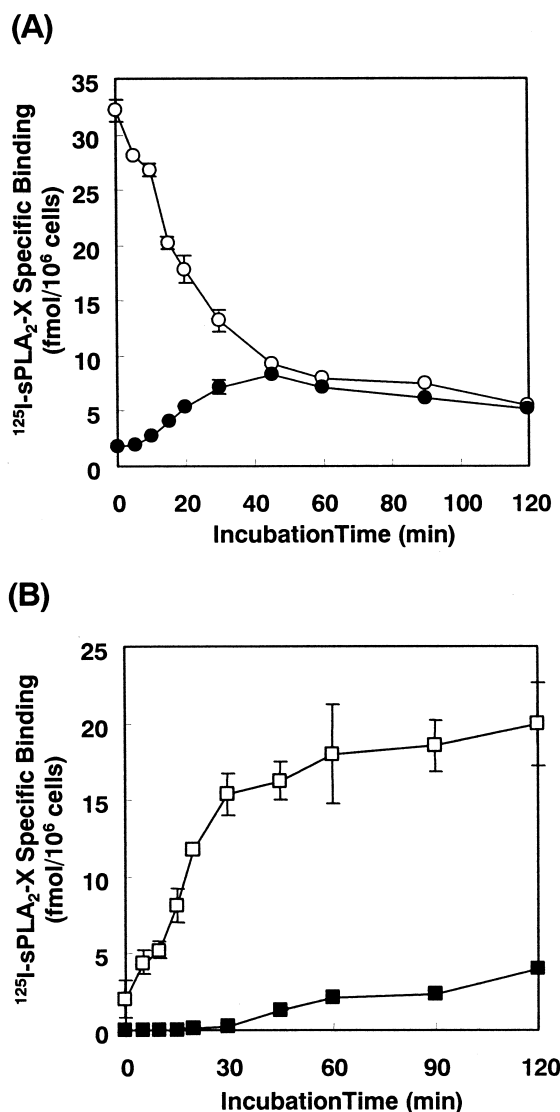 (A)
¹²⁵I-sPLA₂-X Specific Binding
(fmol/10⁶ cells)
35
30
25
20
15
10
5
0
0 20 40 60 80 100 120
IncubationTime (min)
(B)
¹²⁵I-sPLA₂-X Specific Binding
(fmol/10⁶ cells)
25
20
15
10
5
0
0 30 60 90 120
IncubationTime (min)